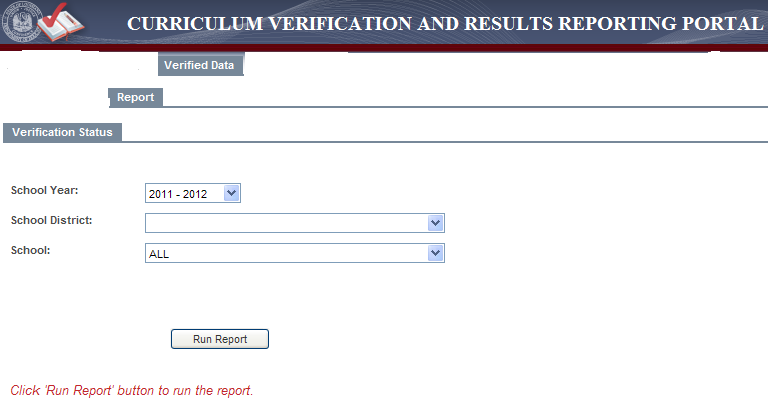 CURRICULUM VERIFICATION AND RESULTS REPORTING PORTAL
Verified Data
Report
Verification Status
School Year: 2011 - 2012
School District:
School: ALL
Run Report
Click 'Run Report' button to run the report.